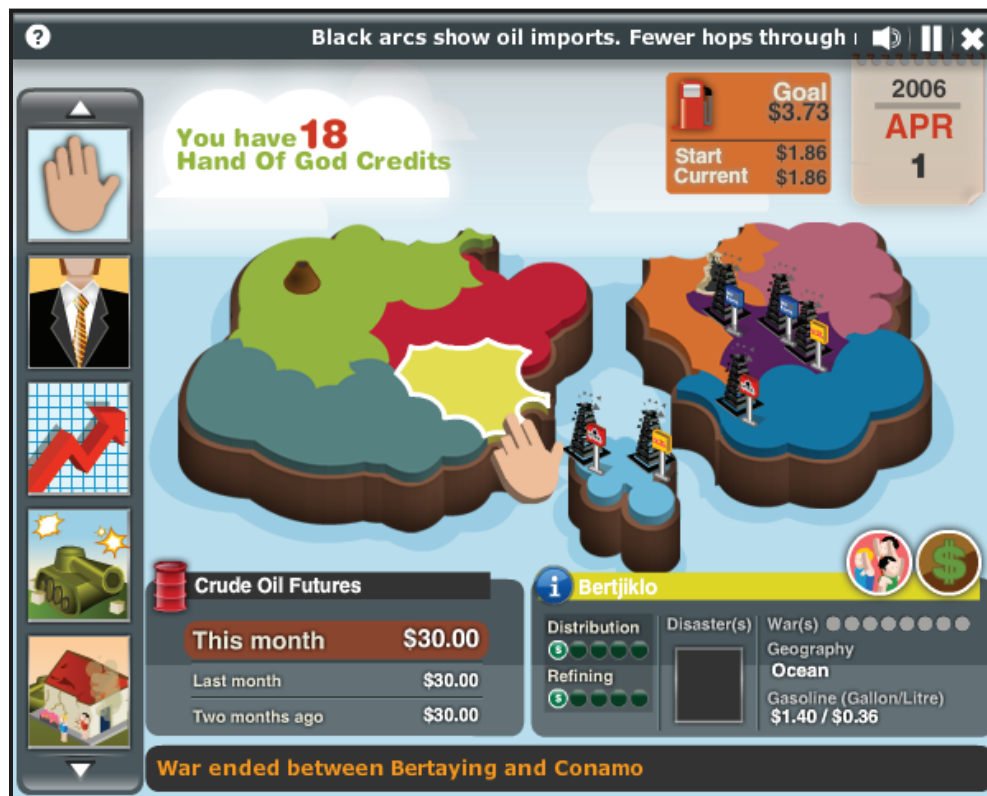 Black arcs show oil imports. Fewer hops through
You have 18
Hand Of God Credits
Goal
$3.73
Start $1.86
Current $1.86
2006
APR
1
Crude Oil Futures
This month $30.00
Last month $30.00
Two months ago $30.00
Bertjiklo
Distribution
Refining
Disaster(s)
War(s)
Geography
Ocean
Gasoline (Gallon/Litre)
$1.40 / $0.36
War ended between Bertaying and Conamo